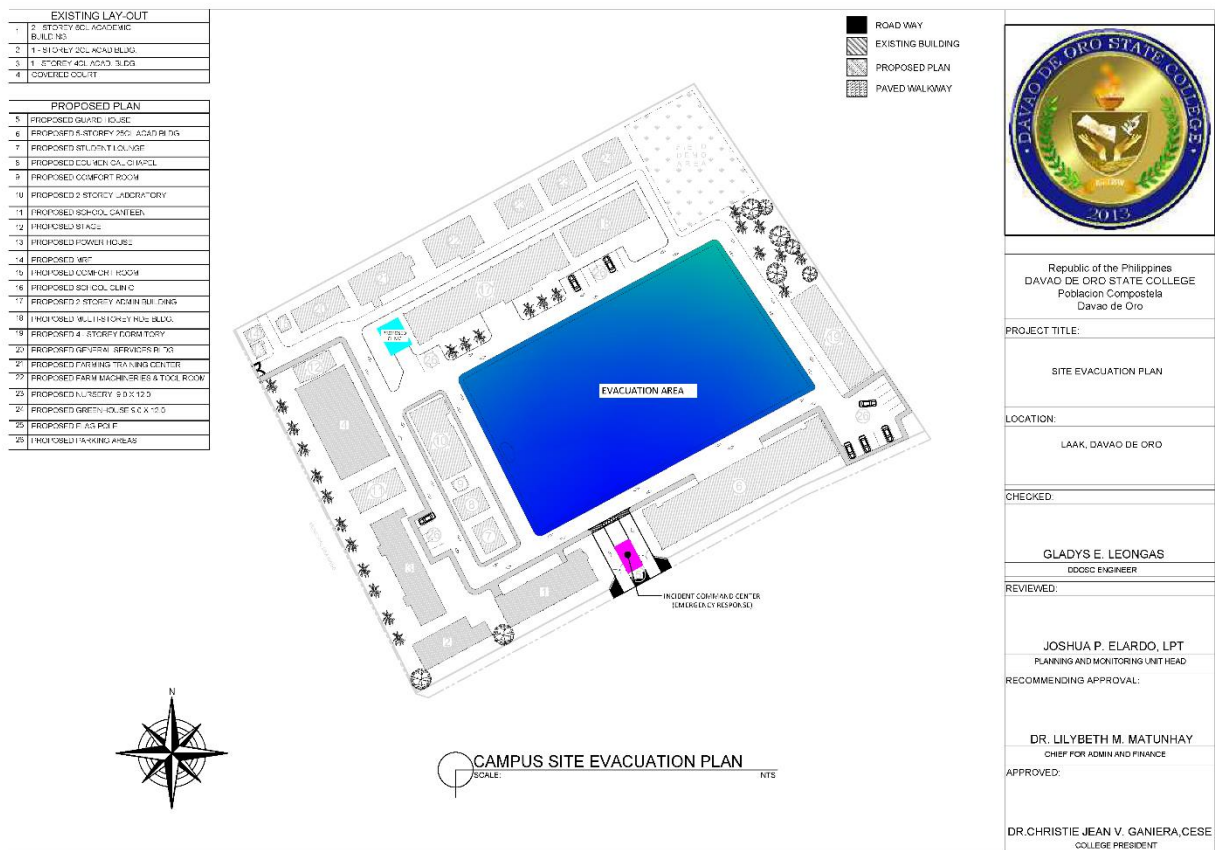 EXISTING LAY-OUT
1 2 - STOREY 6CL ACADEMIC
BUILDING
2 1 - STOREY 2CL ACAD BLDG.
3 1 - STOREY 4CL ACAD. BLDG
4 COVERED COURT
PROPOSED PLAN
5 PROPOSED GUARD HOUSE
6 PROPOSED 5-STOREY 25CL ACAD BLDG
7 PROPOSED STUDENT LOUNGE
8 PROPOSED ECUMENICAL CHAPEL
9 PROPOSED COMFORT ROOM
10 PROPOSED 2 STOREY LABORATORY
11 PROPOSED SCHOOL CANTEEN
12 PROPOSED STAGE
13 PROPOSED POWER HOUSE
14 PROPOSED MRF
15 PROPOSED COMFORT ROOM
16 PROPOSED SCHOOL CLINIC
17 PROPOSED 2 STOREY ADMIN BUILDING
18 PROPOSED MULTI-STOREY RDE BLDG.
19 PROPOSED 4 - STOREY DORMITORY
20 PROPOSED GENERAL SERVICES BLDG
21 PROPOSED FARMING TRAINING CENTER
22 PROPOSED FARM MACHINERIES & TOOL ROOM
23 PROPOSED NURSERY 9.0 X 12.0
24 PROPOSED GREEN HOUSE 9.0 X 12.0
25 PROPOSED FLAG POLE
26 PROPOSED PARKING AREAS
ROAD WAY
EXISTING BUILDING
PROPOSED PLAN
PAVED WALKWAY
EVACUATION AREA
INCIDENT COMMAND CENTER
(EMERGENCY RESPONSE)
N
CAMPUS SITE EVACUATION PLAN
SCALE: NTS
DAVAO DE ORO STATE COLLEGE
2013
Republic of the Philippines
DAVAO DE ORO STATE COLLEGE
Poblacion Compostela
Davao de Oro
PROJECT TITLE:
SITE EVACUATION PLAN
LOCATION:
LAAK, DAVAO DE ORO
CHECKED:
GLADYS E. LEONGAS
DDOSC ENGINEER
REVIEWED:
JOSHUA P. ELARDO, LPT
PLANNING AND MONITORING UNIT HEAD
RECOMMENDING APPROVAL:
DR. LILYBETH M. MATUNHAY
CHIEF FOR ADMIN AND FINANCE
APPROVED:
DR.CHRISTIE JEAN V. GANIERA,CESE
COLLEGE PRESIDENT